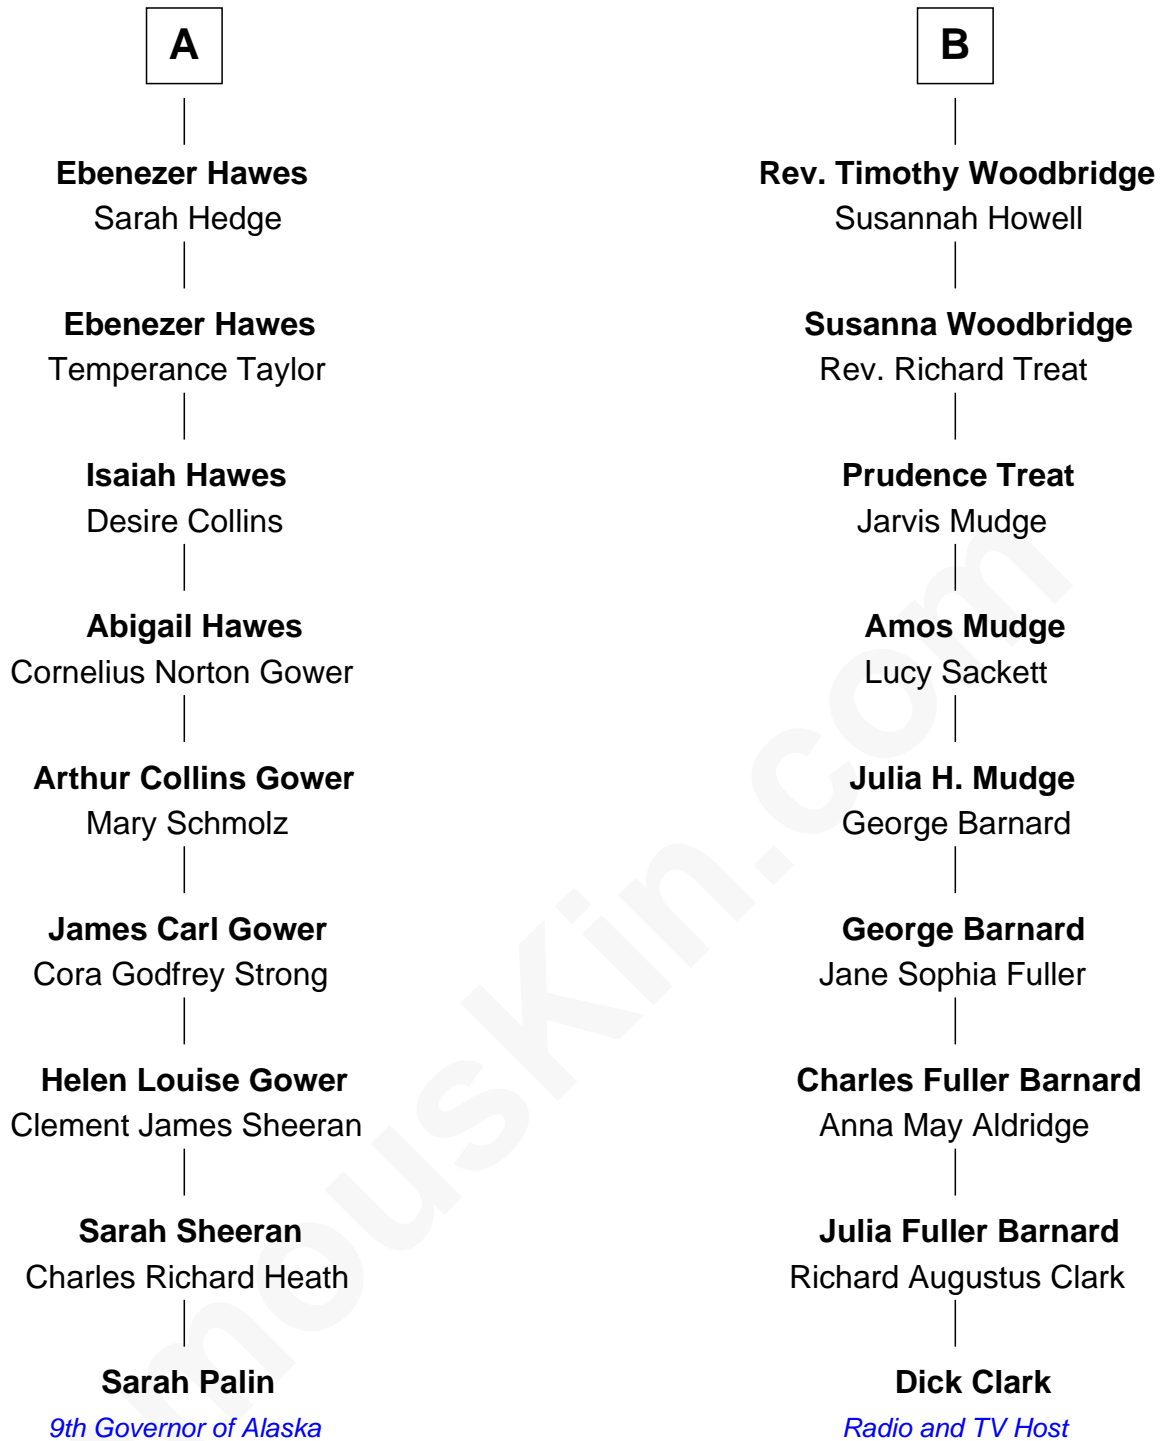 A
Ebenezer Hawes
Sarah Hedge
Ebenezer Hawes
Temperance Taylor
Isaiah Hawes
Desire Collins
Abigail Hawes
Cornelius Norton Gower
Arthur Collins Gower
Mary Schmolz
James Carl Gower
Cora Godfrey Strong
Helen Louise Gower
Clement James Sheeran
Sarah Sheeran
Charles Richard Heath
Sarah Palin
9th Governor of Alaska
B
Rev. Timothy Woodbridge
Susannah Howell
Susanna Woodbridge
Rev. Richard Treat
Prudence Treat
Jarvis Mudge
Amos Mudge
Lucy Sackett
Julia H. Mudge
George Barnard
George Barnard
Jane Sophia Fuller
Charles Fuller Barnard
Anna May Aldridge
Julia Fuller Barnard
Richard Augustus Clark
Dick Clark
Radio and TV Host
mousKin.com